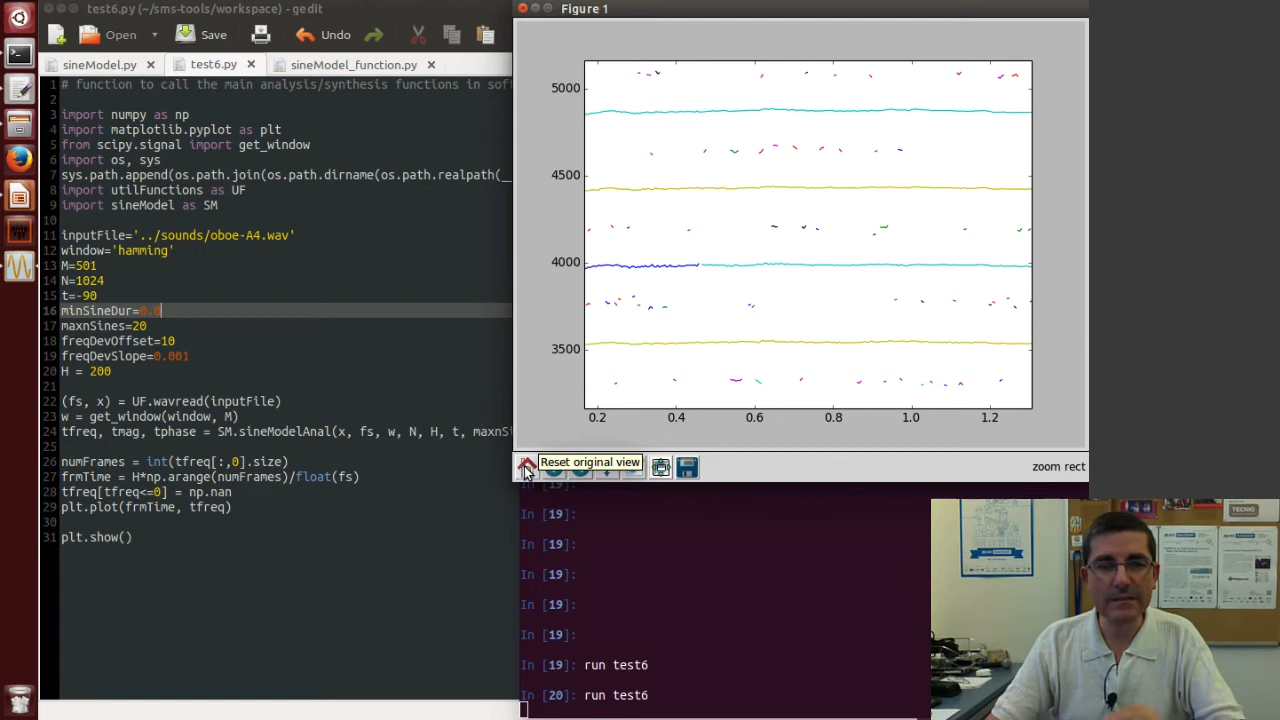 test6.py (~/sms-tools/workspace) - gedit
Open
Save
Undo
sineModel.py
test6.py
sineModel_function.py
1 # function to call the main analysis/synthesis functions in sof
2
3 import numpy as np
4 import matplotlib.pyplot as plt
5 from scipy.signal import get_window
6 import os, sys
7 sys.path.append(os.path.join(os.path.dirname(os.path.realpath(__
8 import utilFunctions as UF
9 import sineModel as SM
10
11 inputFile='../sounds/oboe-A4.wav'
12 window='hamming'
13 M=501
14 N=1024
15 t=-90
16 minSineDur=0.0
17 maxnSines=20
18 freqDevOffset=10
19 freqDevSlope=0.001
20 H = 200
21
22 (fs, x) = UF.wavread(inputFile)
23 w = get_window(window, M)
24 tfreq, tmag, tphase = SM.sineModelAnal(x, fs, w, N, H, t, maxnS
25
26 numFrames = int(tfreq[:,0].size)
27 frmTime = H*np.arange(numFrames)/float(fs)
28 tfreq[tfreq<=0] = np.nan
29 plt.plot(frmTime, tfreq)
30
31 plt.show()
Figure 1
5000
4500
4000
3500
0.2 0.4 0.6 0.8 1.0 1.2
Reset original view
zoom rect
In [19]:
In [19]:
In [19]:
In [19]:
In [19]:
In [19]:
In [19]: run test6
In [20]: run test6
TECNIO